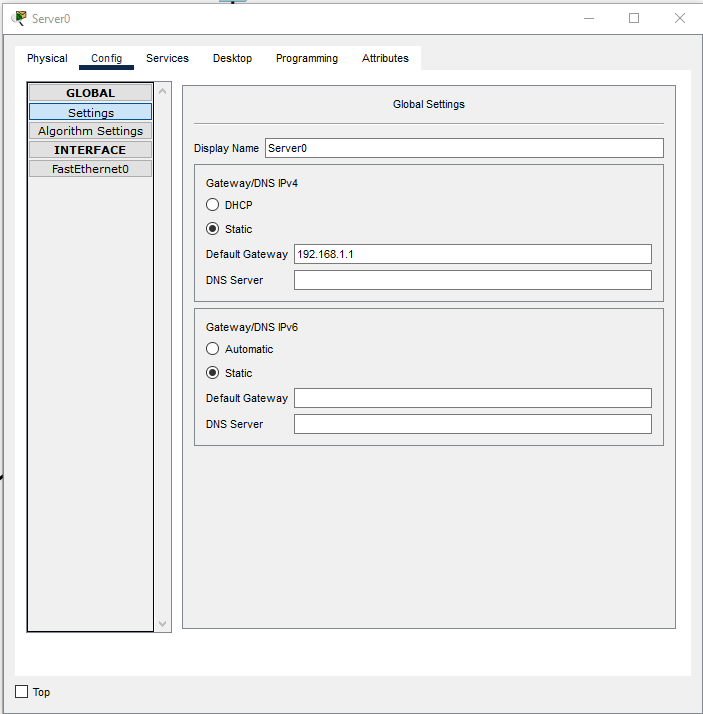 Server0
Physical Config Services Desktop Programming Attributes
GLOBAL
Settings
Algorithm Settings
INTERFACE
FastEthernet0
Global Settings
Display Name Server0
Gateway/DNS IPv4
DHCP
Static
Default Gateway 192.168.1.1
DNS Server
Gateway/DNS IPv6
Automatic
Static
Default Gateway
DNS Server
Top